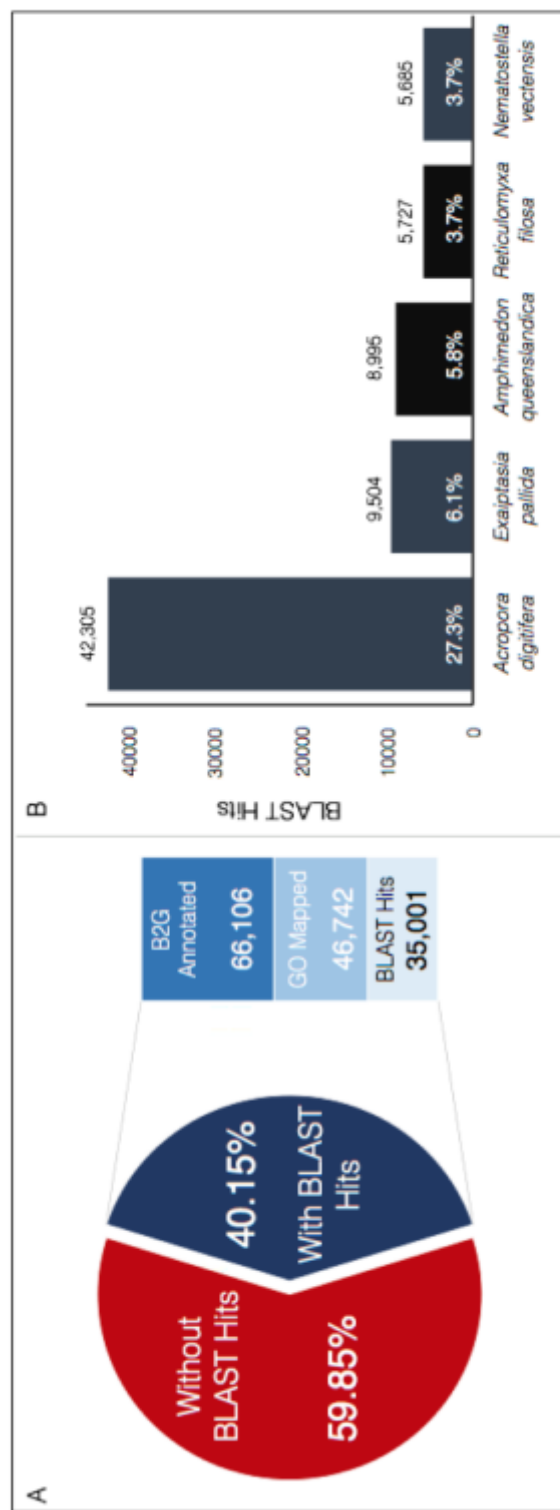 A
Without
BLAST Hits
59.85%
40.15%
With BLAST
Hits
B2G
Annotated
66,106
GO Mapped
46,742
BLAST Hits
35,001
B
BLAST Hits
40000
30000
20000
10000
0
42,305
27.3%
Acropora
digitifera
9,504
6.1%
Exaiptasia
pallida
8,995
5.8%
Amphimedon
queenslandica
5,727
3.7%
Reticulomyxa
filosa
5,685
3.7%
Nematostella
vectensis